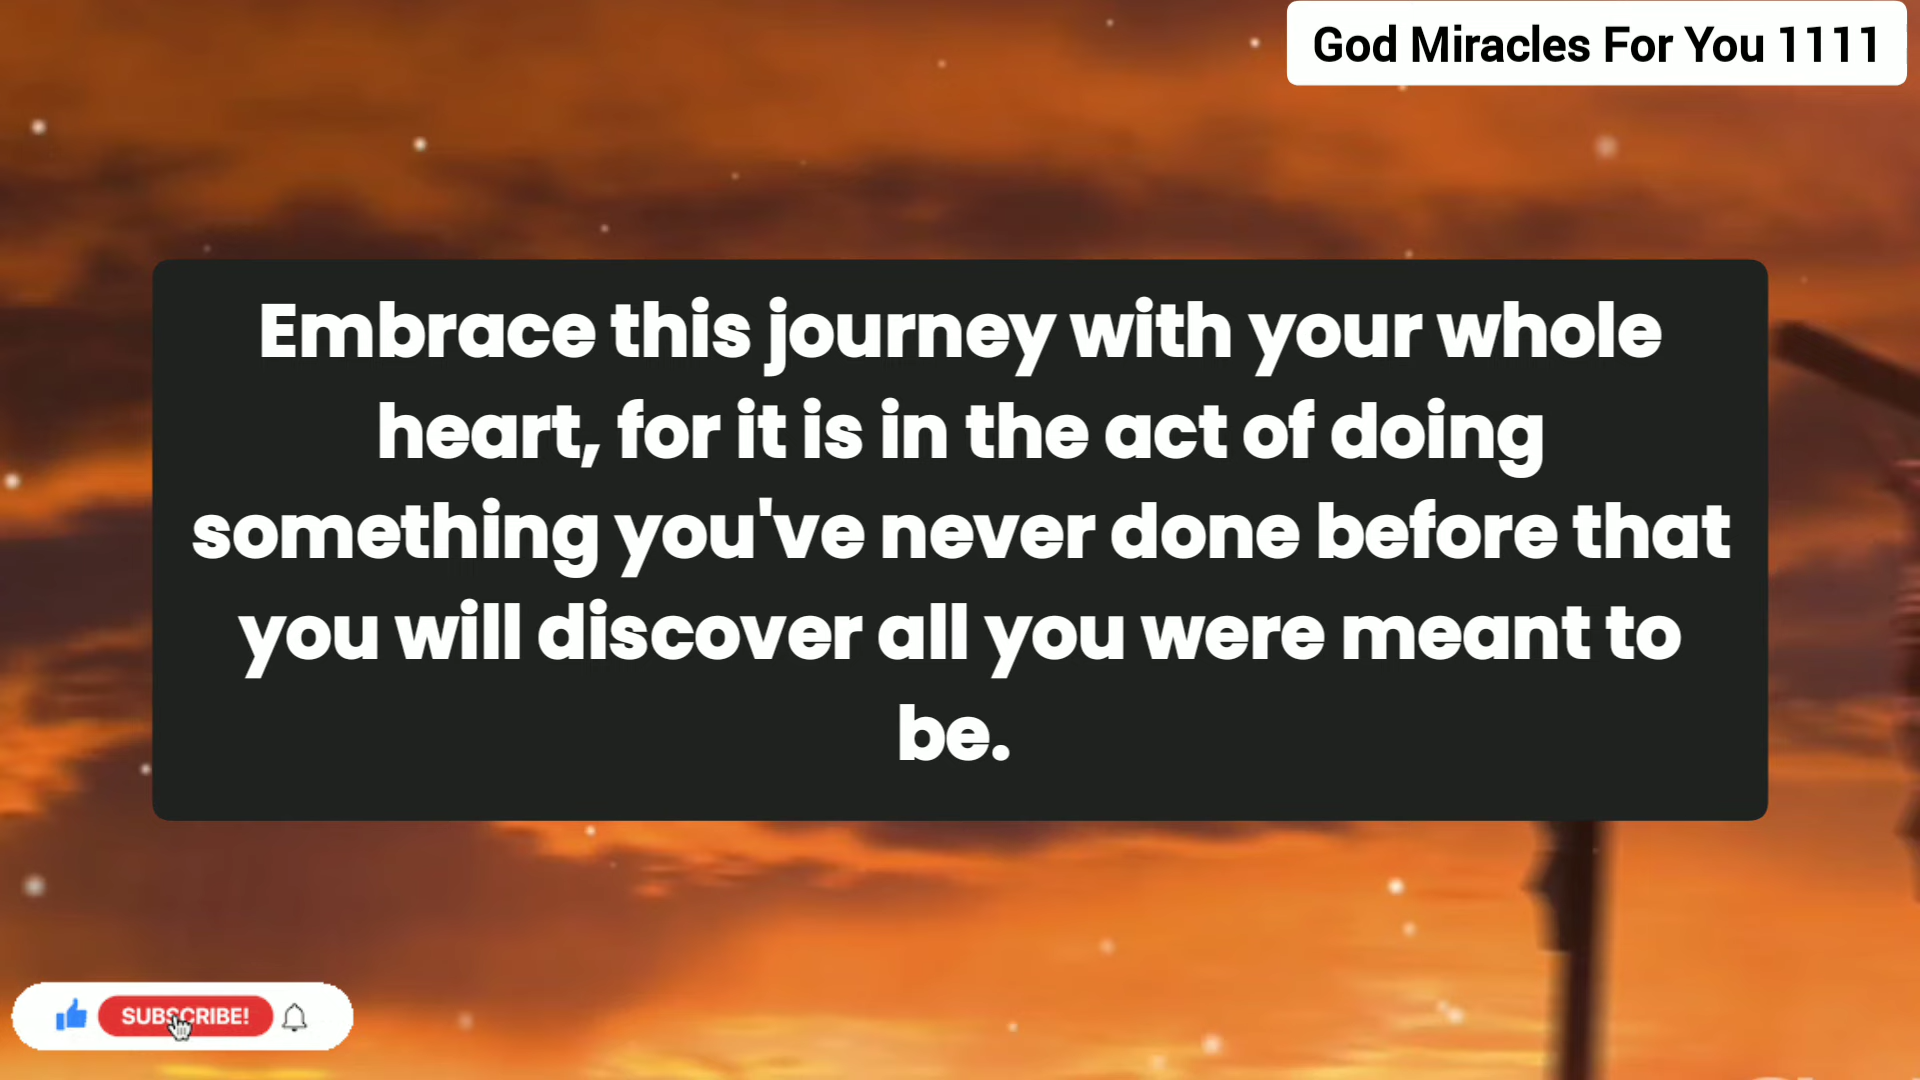 God Miracles For You 1111
Embrace this journey with your whole
heart, for it is in the act of doing
something you've never done before that
you will discover all you were meant to
be.
SUBSCRIBE!